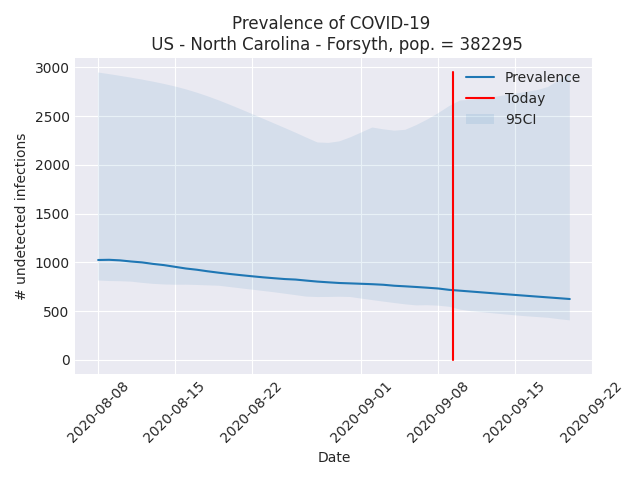 Prevalence of COVID-19
US - North Carolina - Forsyth, pop. = 382295
# undetected infections
3000
2500
2000
1500
1000
500
0
Prevalence
Today
95CI
2020-08-08
2020-08-15
2020-08-22
2020-09-01
2020-09-08
2020-09-15
2020-09-22
Date